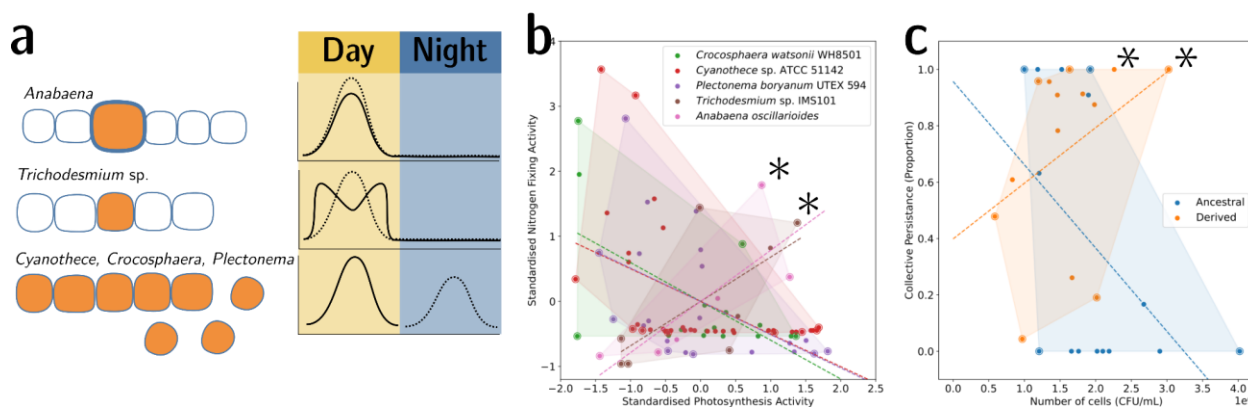 a
Day
Night
Anabaena
Trichodesmium sp.
Cyanothece, Crocosphaera, Plectonema
b
4
3
2
1
0
−1
−2.0
−1.5
−1.0
−0.5
0.0
0.5
1.0
1.5
2.0
2.5
Standardised Nitrogen Fixing Activity
Standardised Photosynthesis Activity
Crocosphaera watsonii WH8501
Cyanothece sp. ATCC 51142
Plectonema boryanum UTEX 594
Trichodesmium sp. IMS101
Anabaena oscillarioides
*
*
c
1.0
0.8
0.6
0.4
0.2
0.0
0.0
0.5
1.0
1.5
2.0
2.5
3.0
3.5
4.0
Collective Persistance (Proportion)
Number of cells (CFU/mL)
Ancestral
Derived
* *